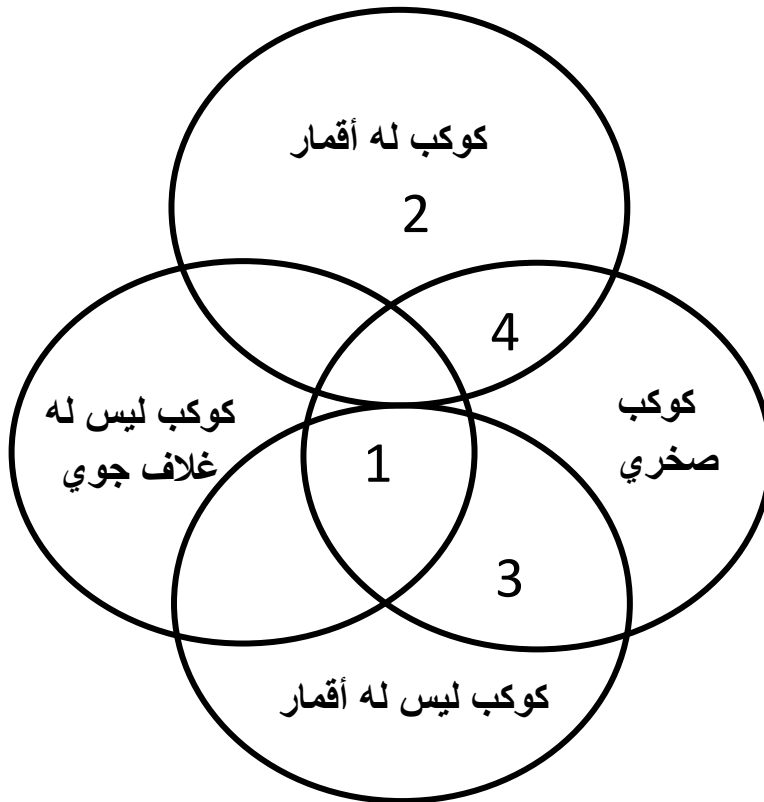 كوكب له أقمار
2
4
كوكب ليس له
غلاف جوي
1
كوكب
صخري
3
كوكب ليس له أقمار